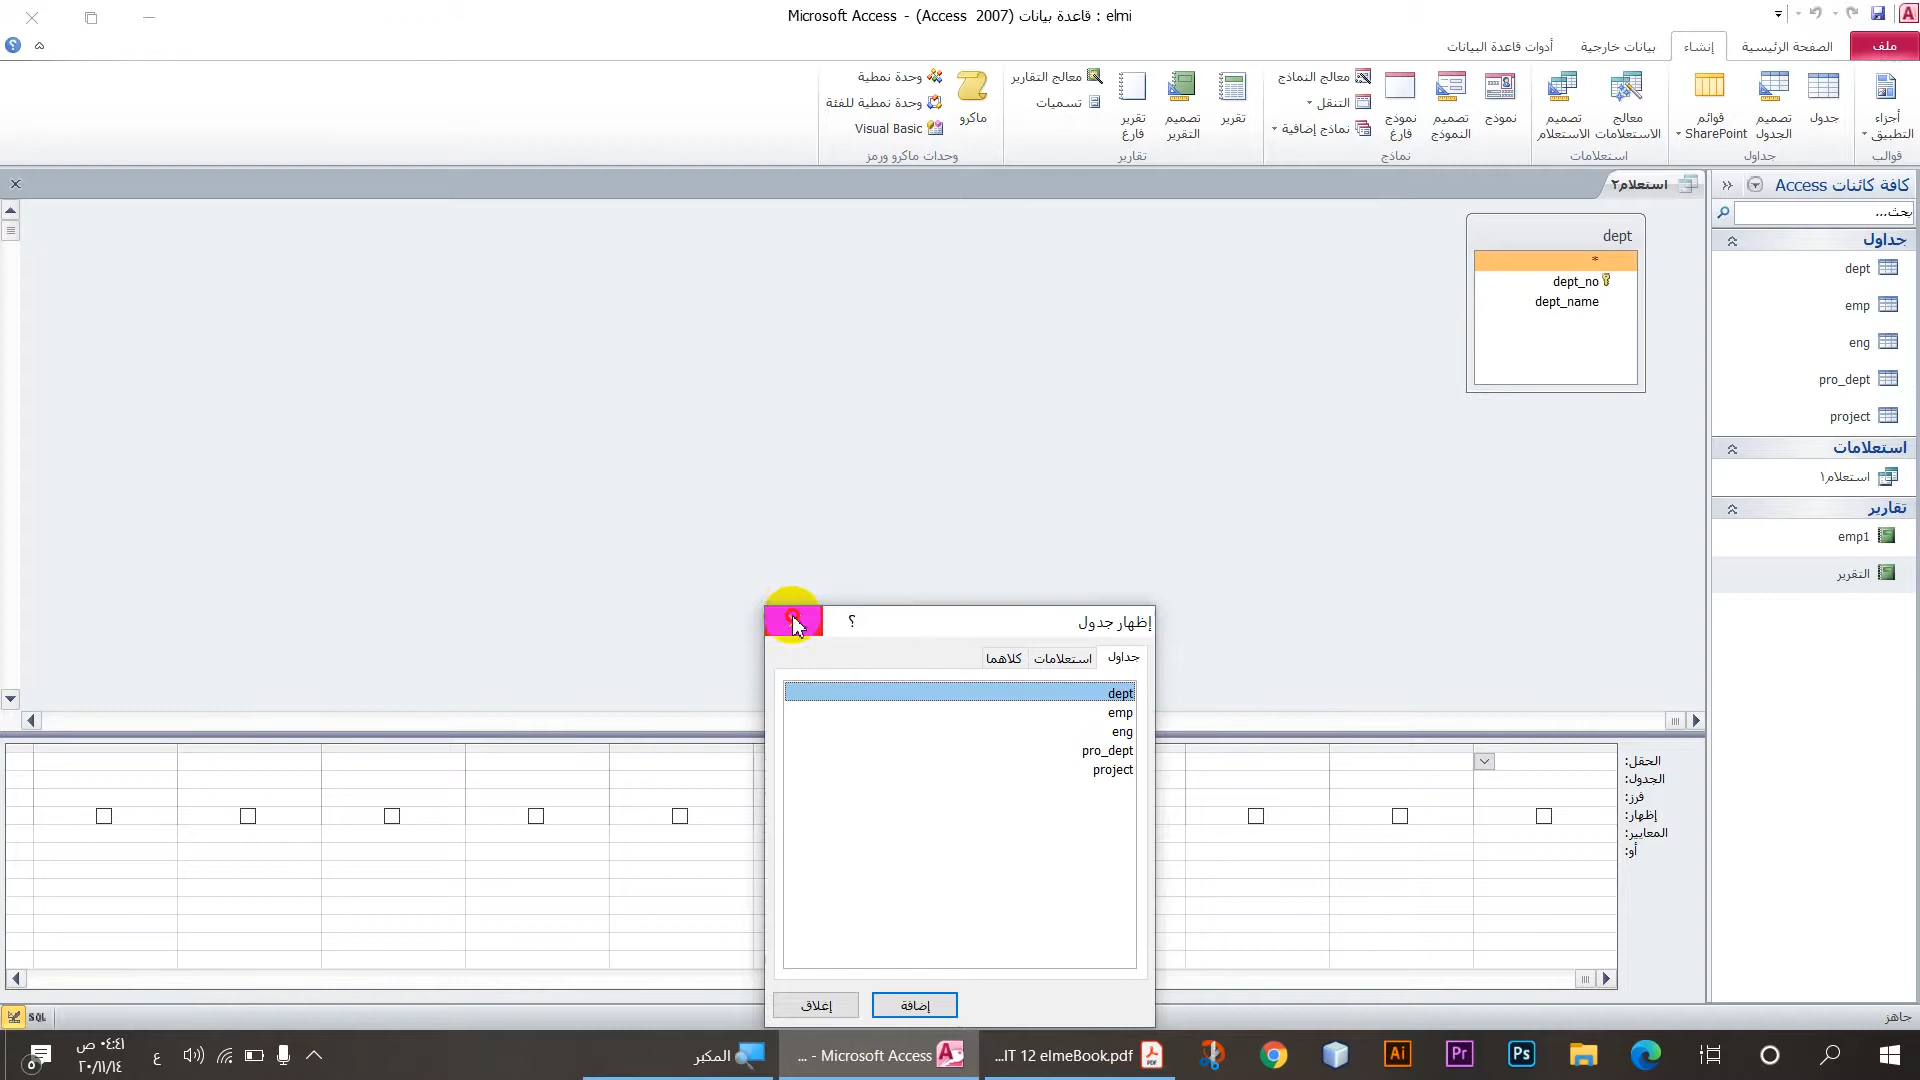 elmi : قاعدة بيانات (Access 2007) - Microsoft Access
ملف
الصفحة الرئيسية
إنشاء
بيانات خارجية
أدوات قاعدة البيانات
أجزاء التطبيق
قوالب
جدول
تصميم الجدول
قوائم SharePoint
جداول
معالج الاستعلامات
تصميم الاستعلام
استعلامات
نموذج
تصميم النموذج
نموذج فارغ
معالج النماذج
التنقل
نماذج إضافية
نماذج
تقرير
تصميم التقرير
تقرير فارغ
معالج التقارير
تسميات
تقارير
ماكرو
وحدة نمطية
وحدة نمطية للفئة
Visual Basic
وحدات ماكرو ورمز
كافة كائنات Access
بحث...
جداول
dept
emp
eng
pro_dept
project
استعلامات
استعلام١
تقارير
emp1
التقرير
استعلام٢
dept
*
dept_no
dept_name
إظهار جدول
؟
جداول
استعلامات
كلاهما
dept
emp
eng
pro_dept
project
إضافة
إغلاق
الحقل:
الجدول:
فرز:
إظهار:
المعايير:
أو:
جاهز
SQL
...IT 12 elmeBook.pdf
... - Microsoft Access
المكبر
Ai
Pr
Ps
ع
٠٤:٤١ ص
٢٠/١١/١٤